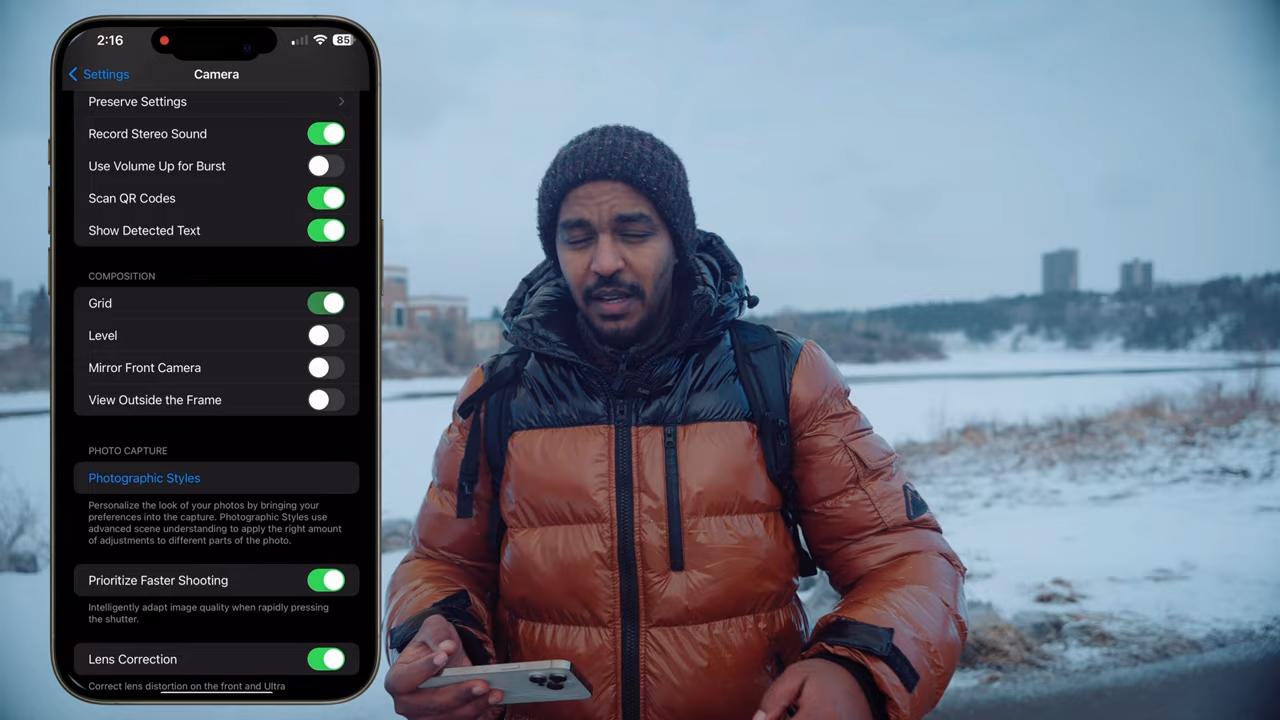 2:16
85
Settings
Camera
Preserve Settings
Record Stereo Sound
Use Volume Up for Burst
Scan QR Codes
Show Detected Text
COMPOSITION
Grid
Level
Mirror Front Camera
View Outside the Frame
PHOTO CAPTURE
Photographic Styles
Personalize the look of your photos by bringing your
preferences into the capture. Photographic Styles use
advanced scene understanding to apply the right amount
of adjustments to different parts of the photo.
Prioritize Faster Shooting
Intelligently adapt image quality when rapidly pressing
the shutter.
Lens Correction
Correct lens distortion on the front and Ultra